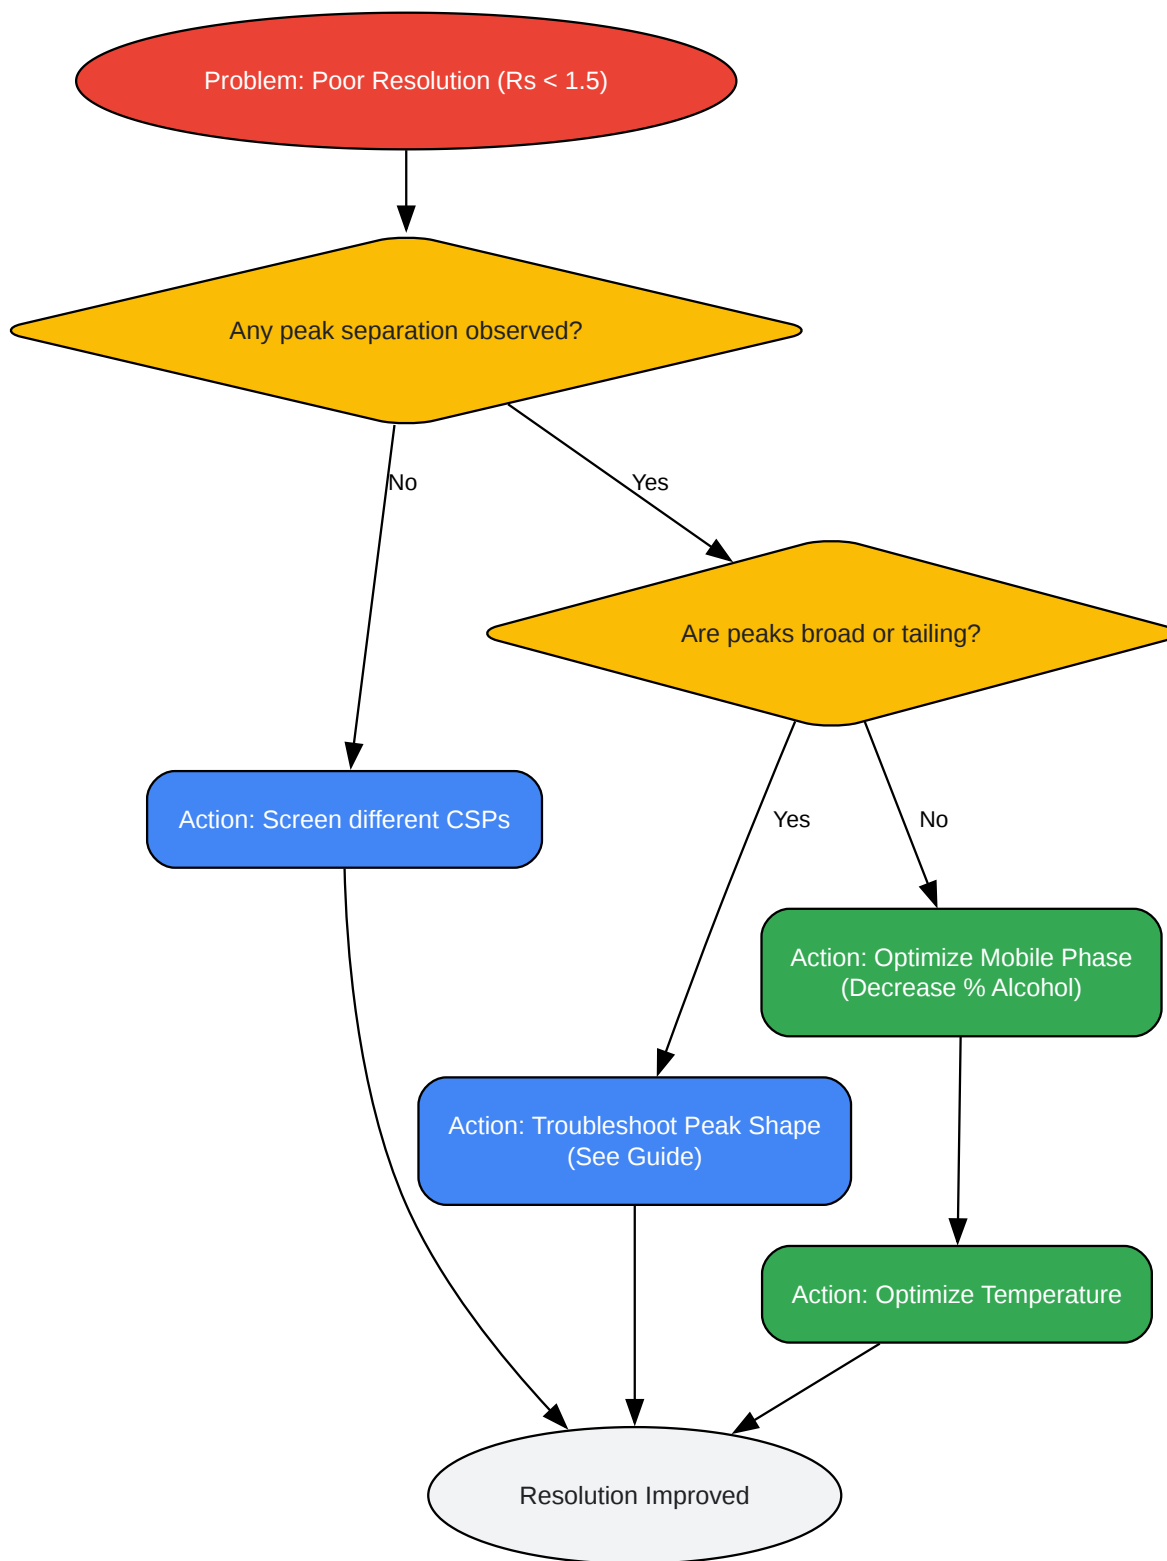 Problem: Poor Resolution (Rs < 1.5)
Any peak separation observed?
No
Yes
Are peaks broad or tailing?
Action: Screen different CSPs
Yes
No
Action: Optimize Mobile Phase
(Decrease % Alcohol)
Action: Troubleshoot Peak Shape
(See Guide)
Action: Optimize Temperature
Resolution Improved